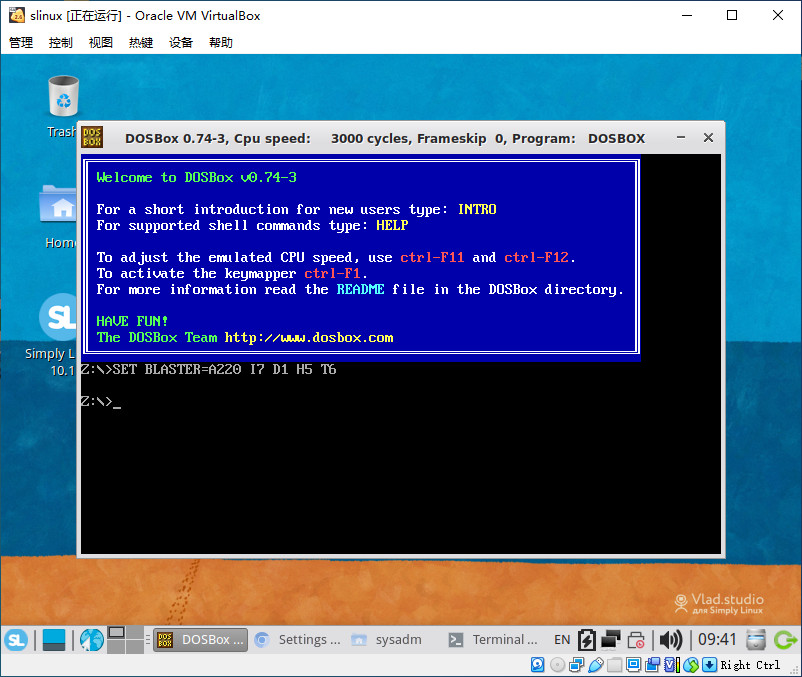 slinux [正在运行] - Oracle VM VirtualBox
管理 控制 视图 热键 设备 帮助
Trash
DOSBox 0.74-3, Cpu speed: 3000 cycles, Frameskip 0, Program: DOSBOX
Welcome to DOSBox v0.74-3
For a short introduction for new users type: INTRO
For supported shell commands type: HELP
To adjust the emulated CPU speed, use ctrl-F11 and ctrl-F12.
To activate the keymapper ctrl-F1.
For more information read the README file in the DOSBox directory.
HAVE FUN!
The DOSBox Team http://www.dosbox.com
Z:\>SET BLASTER=A220 I7 D1 H5 T6
Z:\>_
Home
SL
Simply L
10.1
Vlad.studio
для Simply Linux
SL DOSBox ... Settings ... sysadm Terminal ... EN 09:41
Right Ctrl